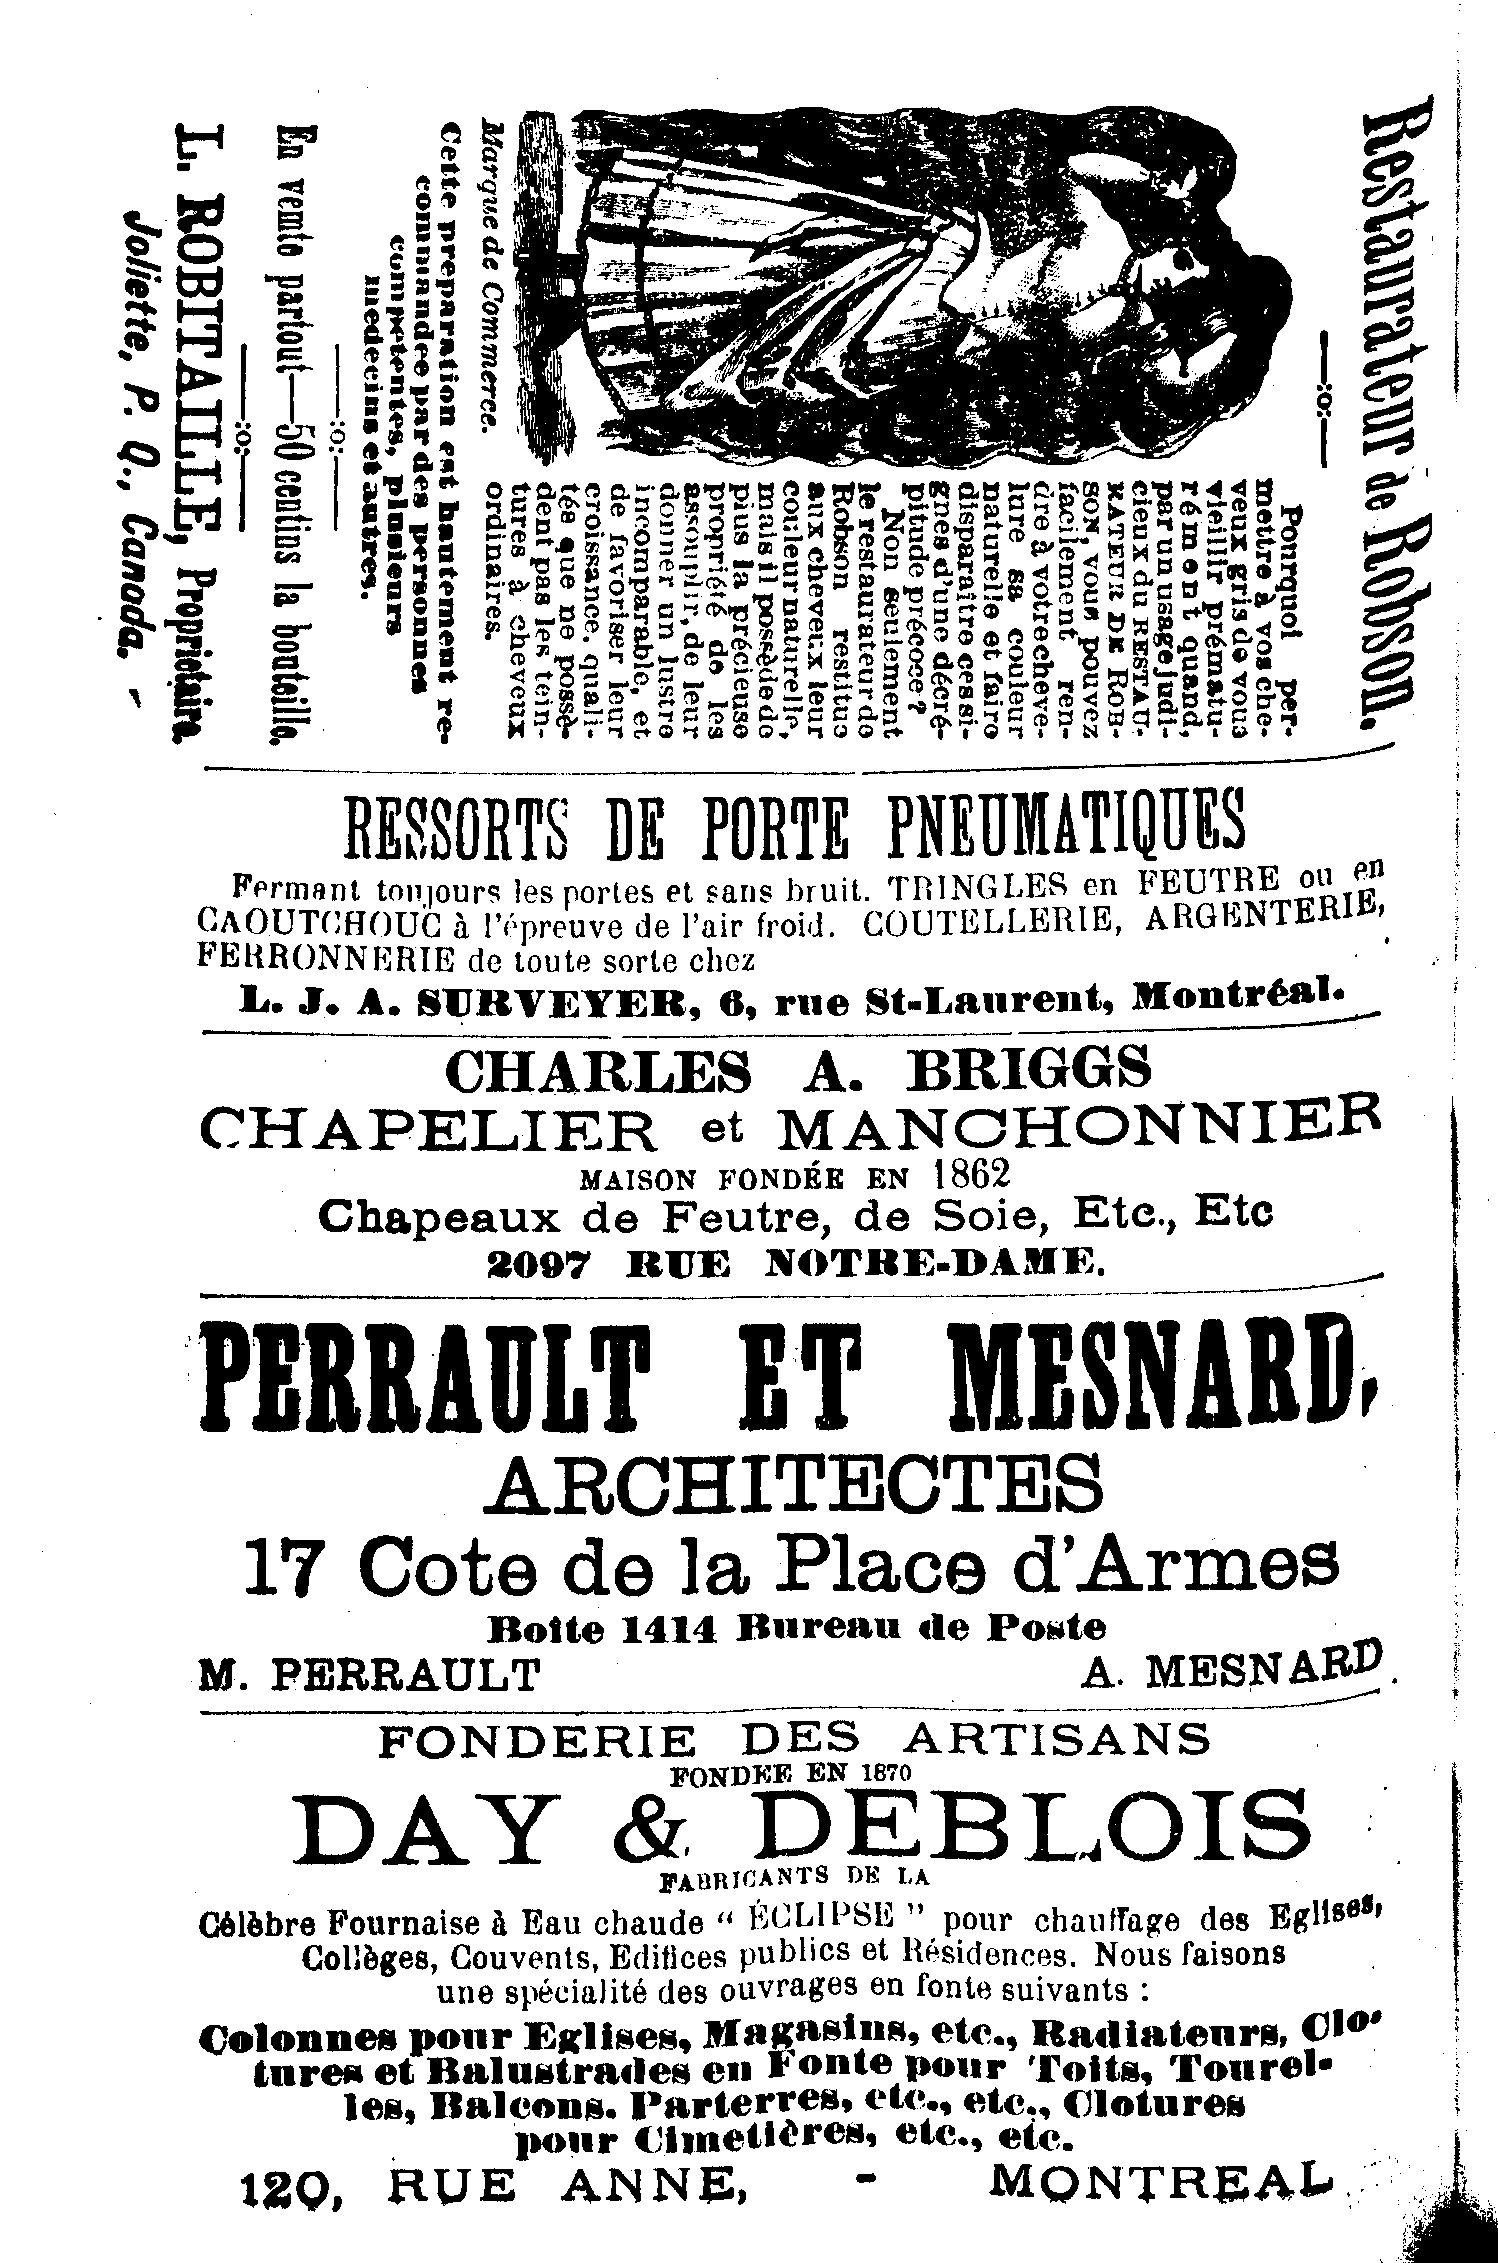 Restaurateur de Robson.
—:o:—
Pourquoi per-
mettre à vos che-
veux gris de vous
vieillir prématu-
rément quand,
par un usage judi-
cieux du RESTAU-
RATEUR DE ROB-
SON, vous pouvez
facilement ren-
dre à votre cheve-
lure sa couleur
naturelle et faire
disparaître ces si-
gnes d'une décré-
pitude précoce?
Non seulement
le restaurateur de
Robson restitue
aux cheveux leur
couleur naturelle,
mais il possède de
plus la précieuse
propriété de les
assouplir, de leur
donner un lustre
incomparable, et
de favoriser leur
croissance, quali-
tés que ne possè-
dent pas les tein-
tures à cheveux
ordinaires.
Marque de Commerce.
Cette préparation est hautement re-
commandée par des personnes
compétentes, plusieurs
médecins et autres.
—:o:—
En vente partout—50 centins la bouteille.
—:o:—
L. ROBITAILLE, Propriétaire.
Joliette, P. Q., Canada.
RESSORTS DE PORTE PNEUMATIQUES
Fermant toujours les portes et sans bruit. TRINGLES en FEUTRE ou en
CAOUTCHOUC à l'épreuve de l'air froid. COUTELLERIE, ARGENTERIE,
FERRONNERIE de toute sorte chez
L. J. A. SURVEYER, 6, rue St-Laurent, Montréal.
CHARLES A. BRIGGS
CHAPELIER et MANCHONNIER
MAISON FONDÉE EN 1862
Chapeaux de Feutre, de Soie, Etc., Etc
2097 RUE NOTRE-DAME.
PERRAULT ET MESNARD,
ARCHITECTES
17 Cote de la Place d'Armes
Boîte 1414 Bureau de Poste
M. PERRAULT A. MESNARD.
FONDERIE DES ARTISANS
FONDEE EN 1870
DAY & DEBLOIS
FABRICANTS DE LA
Célèbre Fournaise à Eau chaude "ÉCLIPSE" pour chauffage des Eglises,
Collèges, Couvents, Edifices publics et Résidences. Nous faisons
une spécialité des ouvrages en fonte suivants :
Colonnes pour Eglises, Magasins, etc., Radiateurs, Clo-
tures et Balustrades en Fonte pour Toits, Tourel-
les, Balcons. Parterres, etc., etc., Clotures
pour Cimetières, etc., etc.
120, RUE ANNE, - MONTREAL